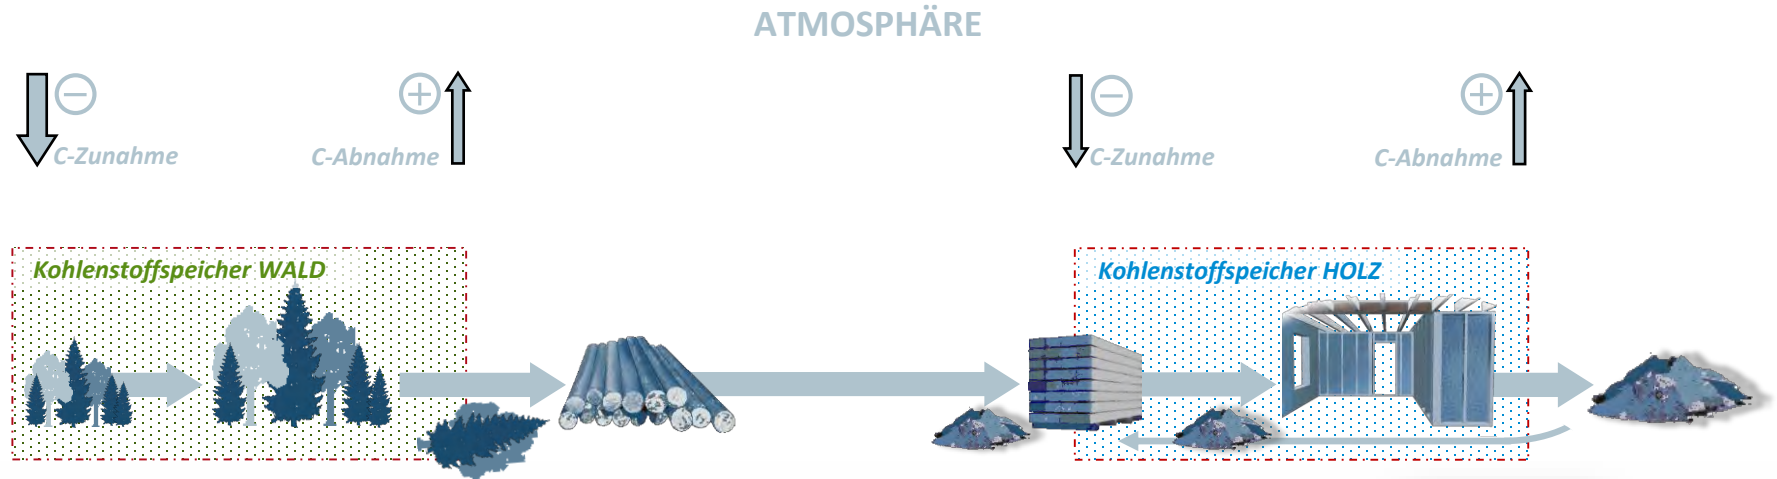 ATMOSPHÄRE
C-Zunahme
C-Abnahme
C-Zunahme
C-Abnahme
Kohlenstoffspeicher WALD
Kohlenstoffspeicher HOLZ